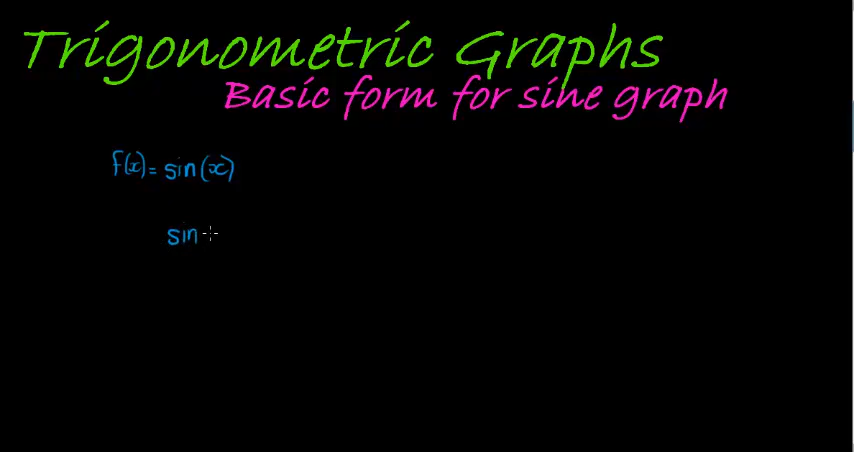 Trigonometric Graphs
Basic form for sine graph
f(x) = sin(x)
sin